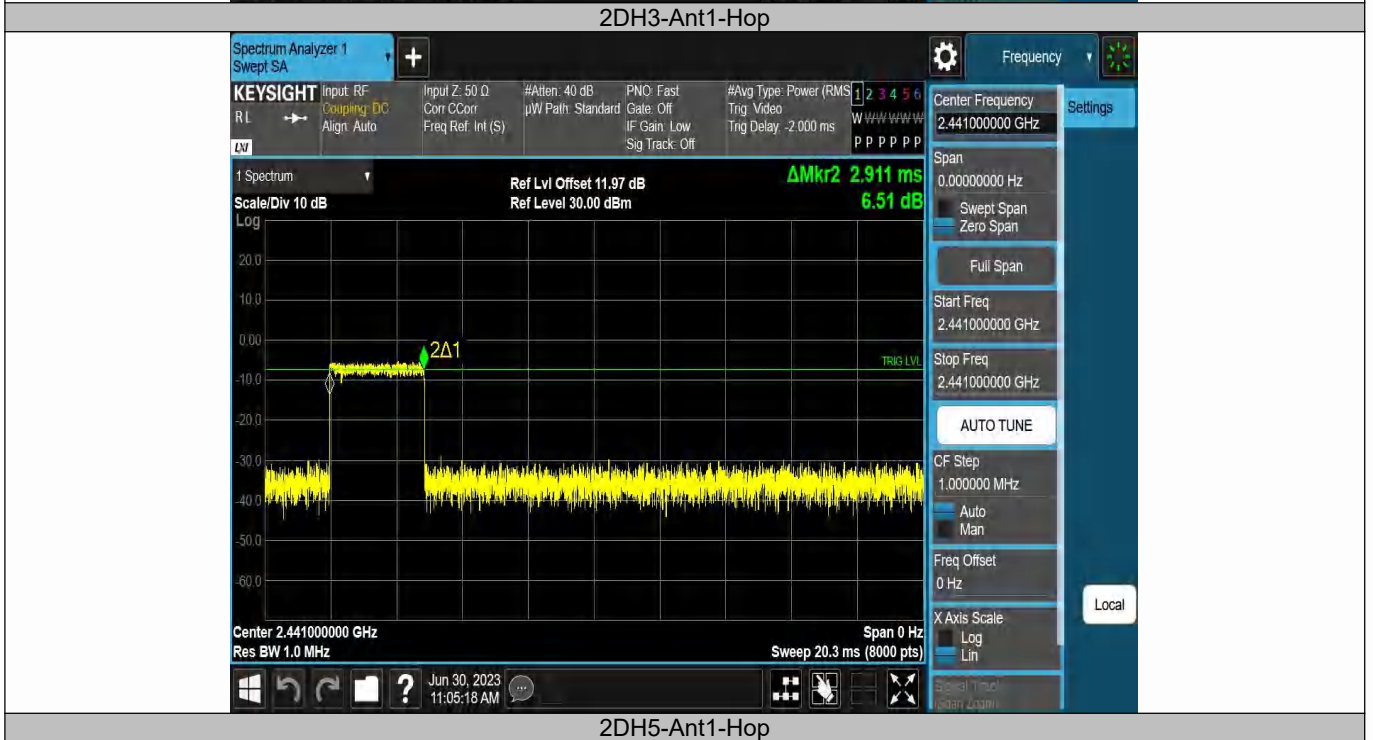 2DH3-Ant1-Hop
Spectrum Analyzer 1
Swept SA
+
Frequency
KEYSIGHT
RL
LXI
Input: RF
Coupling: DC
Align: Auto
Input Z: 50 Ω
Corr CCorr
Freq Ref: Int (S)
#Atten: 40 dB
µW Path: Standard
PNO: Fast
Gate: Off
IF Gain: Low
Sig Track: Off
#Avg Type: Power (RMS
Trig: Video
Trig Delay: -2.000 ms
1 2 3 4 5 6
W W W W W W
P P P P P P
1 Spectrum
Scale/Div 10 dB
Log
Ref Lvl Offset 11.97 dB
Ref Level 30.00 dBm
ΔMkr2 2.911 ms
6.51 dB
20.0
10.0
0.00
-10.0
-20.0
-30.0
-40.0
-50.0
-60.0
2Δ1
TRIG LVL
Center 2.441000000 GHz
Res BW 1.0 MHz
Span 0 Hz
Sweep 20.3 ms (8000 pts)
Center Frequency
2.441000000 GHz
Settings
Span
0.00000000 Hz
Swept Span
Zero Span
Full Span
Start Freq
2.441000000 GHz
Stop Freq
2.441000000 GHz
AUTO TUNE
CF Step
1.000000 MHz
Auto
Man
Freq Offset
0 Hz
X Axis Scale
Log
Lin
Local
?
Jun 30, 2023
11:05:18 AM
2DH5-Ant1-Hop